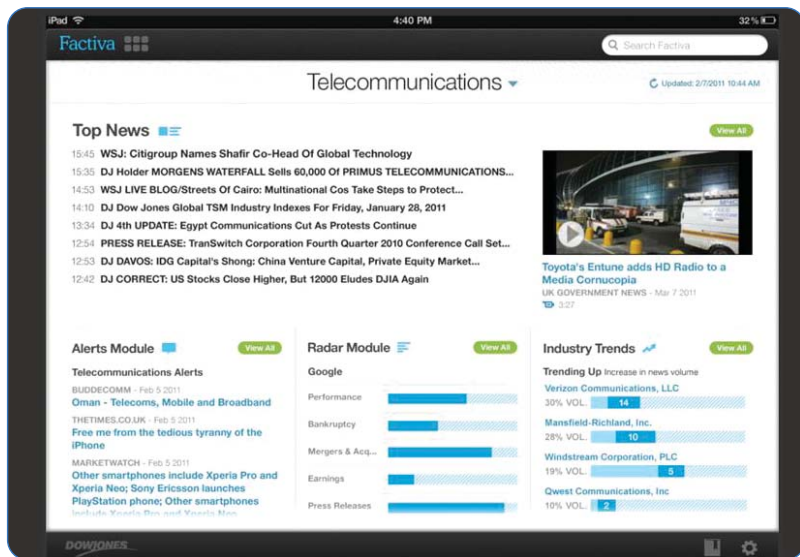 iPad
4:40 PM
32%
Factiva
Search Factiva
Telecommunications
Updated: 2/7/2011 10:44 AM
Top News
View All
15:45 WSJ: Citigroup Names Shafir Co-Head Of Global Technology
15:35 DJ Holder MORGENS WATERFALL Sells 60,000 Of PRIMUS TELECOMMUNICATIONS...
14:53 WSJ LIVE BLOG/Streets Of Cairo: Multinational Cos Take Steps to Protect...
14:10 DJ Dow Jones Global TSM Industry Indexes For Friday, January 28, 2011
13:34 DJ 4th UPDATE: Egypt Communications Cut As Protests Continue
12:54 PRESS RELEASE: TranSwitch Corporation Fourth Quarter 2010 Conference Call Set...
12:53 DJ DAVOS: IDG Capital's Shong: China Venture Capital, Private Equity Market...
12:42 DJ CORRECT: US Stocks Close Higher, But 12000 Eludes DJIA Again
Toyota's Entune adds HD Radio to a
Media Cornucopia
UK GOVERNMENT NEWS - Mar 7 2011
3:27
Alerts Module
View All
Telecommunications Alerts
BUDDECOMM - Feb 5 2011
Oman - Telecoms, Mobile and Broadband
THETIMES.CO.UK - Feb 5 2011
Free me from the tedious tyranny of the
iPhone
MARKETWATCH - Feb 5 2011
Other smartphones include Xperia Pro and
Xperia Neo; Sony Ericsson launches
PlayStation phone; Other smartphones
include Xperia Pro and Xperia Neo
Radar Module
View All
Google
Performance
Bankruptcy
Mergers & Acq...
Earnings
Press Releases
Industry Trends
View All
Trending Up Increase in news volume
Verizon Communications, LLC
30% VOL. 14
Mansfield-Richland, Inc.
28% VOL. 10
Windstream Corporation, PLC
19% VOL. 5
Qwest Communications, Inc
10% VOL. 2
DOWJONES